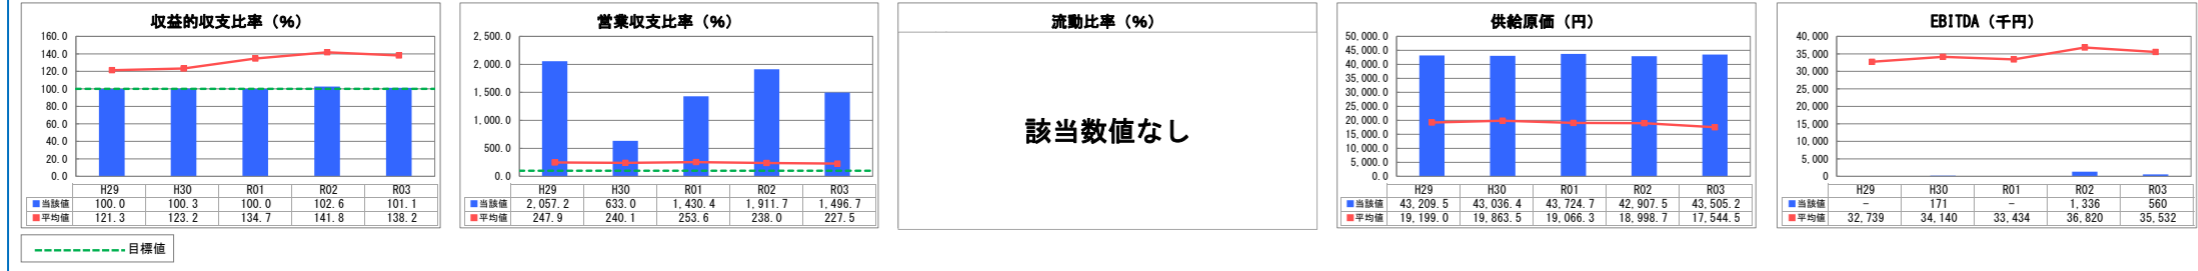 収益的収支比率（％）
160.0
140.0
120.0
100.0
80.0
60.0
40.0
20.0
0.0
H29 H30 R01 R02 R03
当該値 100.0 100.3 100.0 102.6 101.1
平均値 121.3 123.2 134.7 141.8 138.2
目標値
営業収支比率（％）
2,500.0
2,000.0
1,500.0
1,000.0
500.0
0.0
H29 H30 R01 R02 R03
当該値 2,057.2 633.0 1,430.4 1,911.7 1,496.7
平均値 247.9 240.1 253.6 238.0 227.5
流動比率（％）
該当数値なし
供給原価（円）
50,000.0
45,000.0
40,000.0
35,000.0
30,000.0
25,000.0
20,000.0
15,000.0
10,000.0
5,000.0
0.0
H29 H30 R01 R02 R03
当該値 43,209.5 43,036.4 43,724.7 42,907.5 43,505.2
平均値 19,199.0 19,863.5 19,066.3 18,998.7 17,544.5
EBITDA（千円）
40,000
35,000
30,000
25,000
20,000
15,000
10,000
5,000
0
H29 H30 R01 R02 R03
当該値 - 171 - 1,336 560
平均値 32,739 34,140 33,434 36,820 35,532